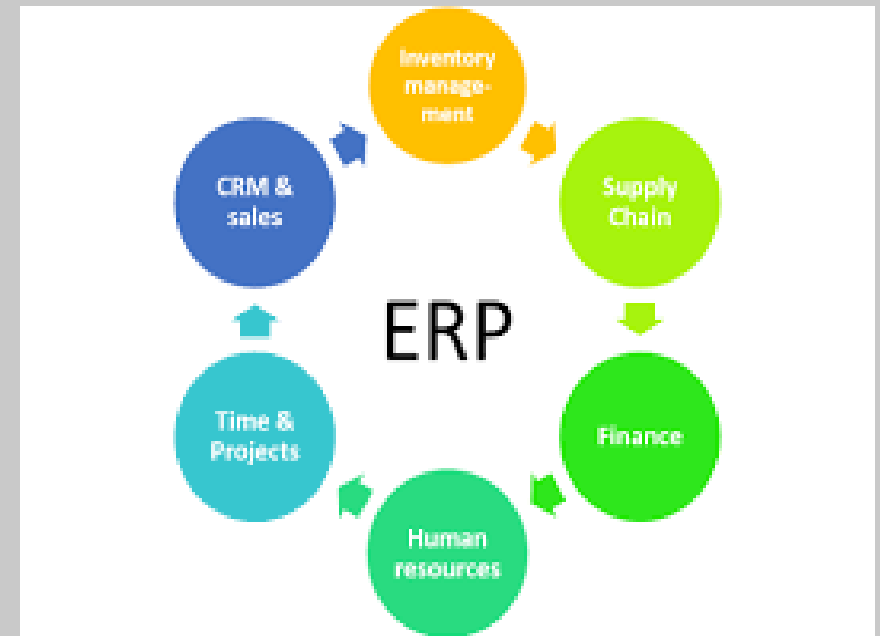 Inventory
manage-
ment
Supply
Chain
Finance
Human
resources
Time &
Projects
CRM &
sales
ERP